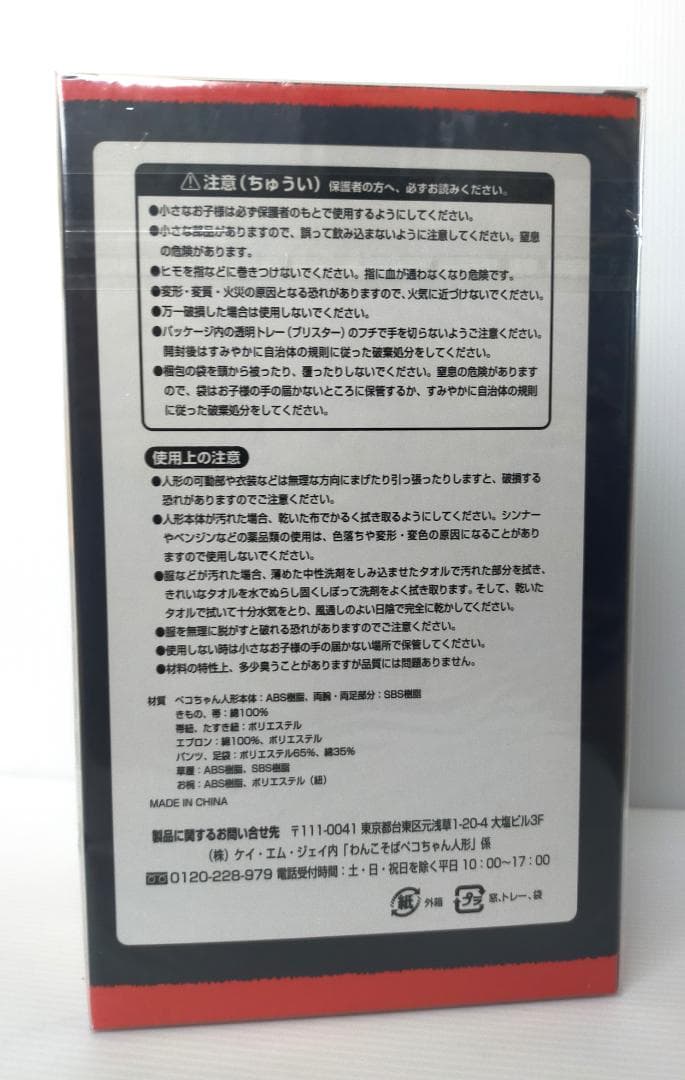 ⚠注意(ちゅうい) 保護者の方へ、必ずお読みください。
●小さなお子様は必ず保護者のもとで使用するようにしてください。
●小さな部品がありますので、誤って飲み込まないように注意してください。窒息
の危険があります。
●ヒモを指などに巻きつけないでください。指に血が通わなくなり危険です。
●変形・変質・火災の原因となる恐れがありますので、火気に近づけないでください。
●万一破損した場合は使用しないでください。
●パッケージ内の透明トレー(ブリスター)のフチで手を切らないようご注意ください。
開封後はすみやかに自治体の規則に従った破棄処分をしてください。
●梱包の袋を頭から被ったり、覆ったりしないでください。窒息の危険があります
ので、袋はお子様の手の届かないところに保管するか、すみやかに自治体の規則
に従った破棄処分をしてください。
使用上の注意
●人形の可動部や衣装などは無理な方向にまげたり引っ張ったりしますと、破損する
恐れがありますのでご注意ください。
●人形本体が汚れた場合、乾いた布でかるく拭き取るようにしてください。シンナー
やベンジンなどの薬品類の使用は、色落ちや変形・変色の原因になることがあり
ますので使用しないでください。
●服などが汚れた場合、薄めた中性洗剤をしみ込ませたタオルで汚れた部分を拭き、
きれいなタオルを水でぬらし固くしぼって洗剤をよく拭き取ります。そして、乾いた
タオルで拭いて十分水気をとり、風通しのよい日陰で完全に乾かしてください。
●服を無理に脱がすと破れる恐れがありますのでご注意ください。
●使用しない時は小さなお子様の手の届かない場所で保管してください。
●材料の特性上、多少臭うことがありますが品質には問題ありません。
材質 ペコちゃん人形本体:ABS樹脂、両腕・両足部分:SBS樹脂
きもの、帯:綿100%
帯紐、たすき紐:ポリエステル
エプロン:綿100%、ポリエステル
パンツ、足袋:ポリエステル65%、綿35%
草履:ABS樹脂、SBS樹脂
お椀:ABS樹脂、ポリエステル(紐)
MADE IN CHINA
製品に関するお問い合せ先 〒111-0041 東京都台東区元浅草1-20-4 大塩ビル3F
(株)ケイ・エム・ジェイ内「わんこそばペコちゃん人形」係
0120-228-979 電話受付時間:土・日・祝日を除く平日 10:00〜17:00
紙 外箱 プラ 窓、トレー、袋